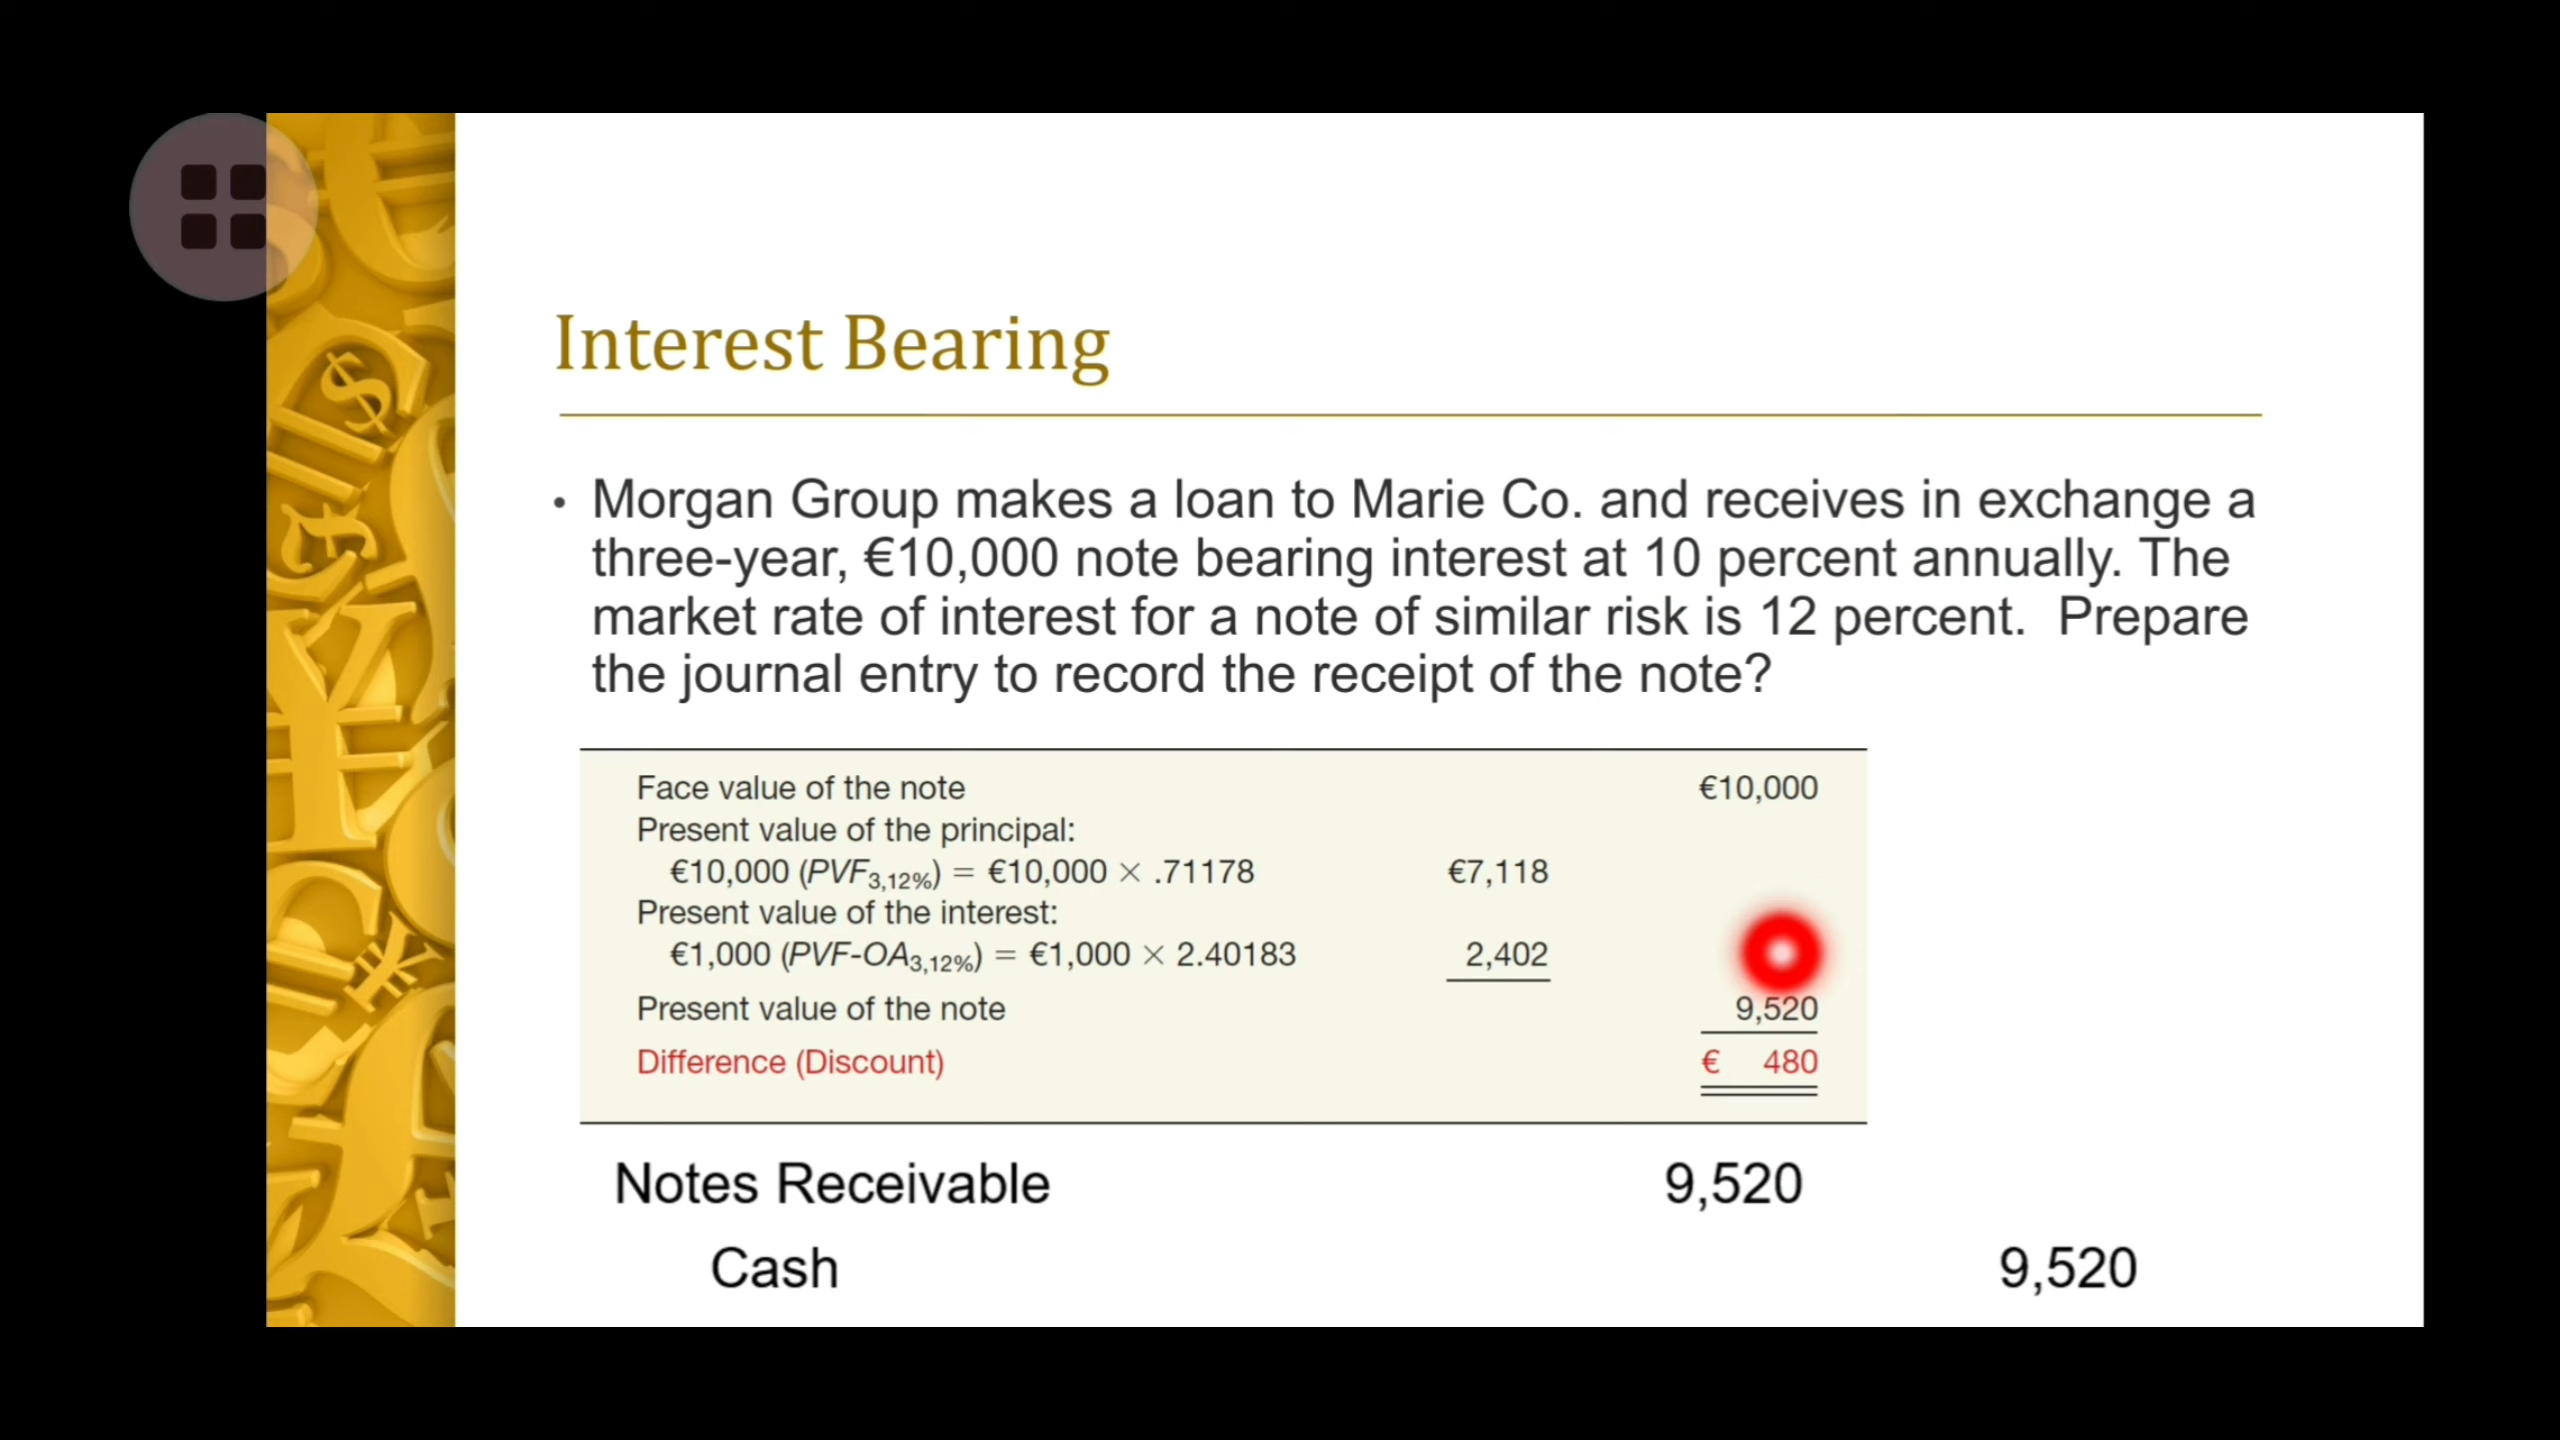 Interest Bearing
• Morgan Group makes a loan to Marie Co. and receives in exchange a
three-year, €10,000 note bearing interest at 10 percent annually. The
market rate of interest for a note of similar risk is 12 percent. Prepare
the journal entry to record the receipt of the note?
Face value of the note €10,000
Present value of the principal:
€10,000 (PVF3,12%) = €10,000 × .71178 €7,118
Present value of the interest:
€1,000 (PVF-OA3,12%) = €1,000 × 2.40183 2,402
Present value of the note 9,520
Difference (Discount) € 480
Notes Receivable 9,520
Cash 9,520